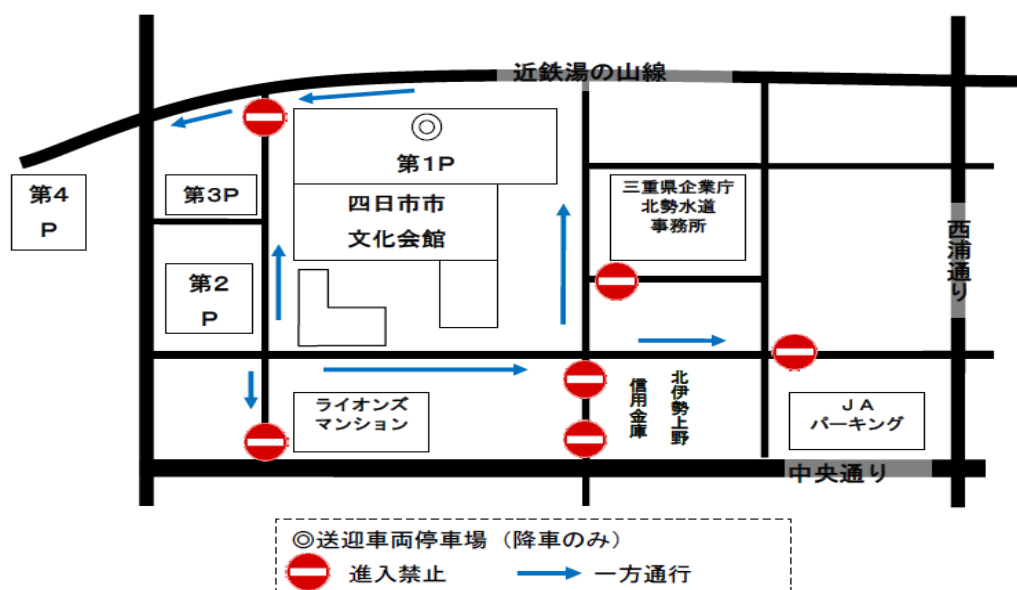 近鉄湯の山線
第1P
四日市市
文化会館
第4
P
第3P
第2
P
三重県企業庁
北勢水道
事務所
西浦通り
ライオンズ
マンション
北伊勢上野
信用金庫
JA
パーキング
中央通り
◎送迎車両停車場（降車のみ）
進入禁止
一方通行